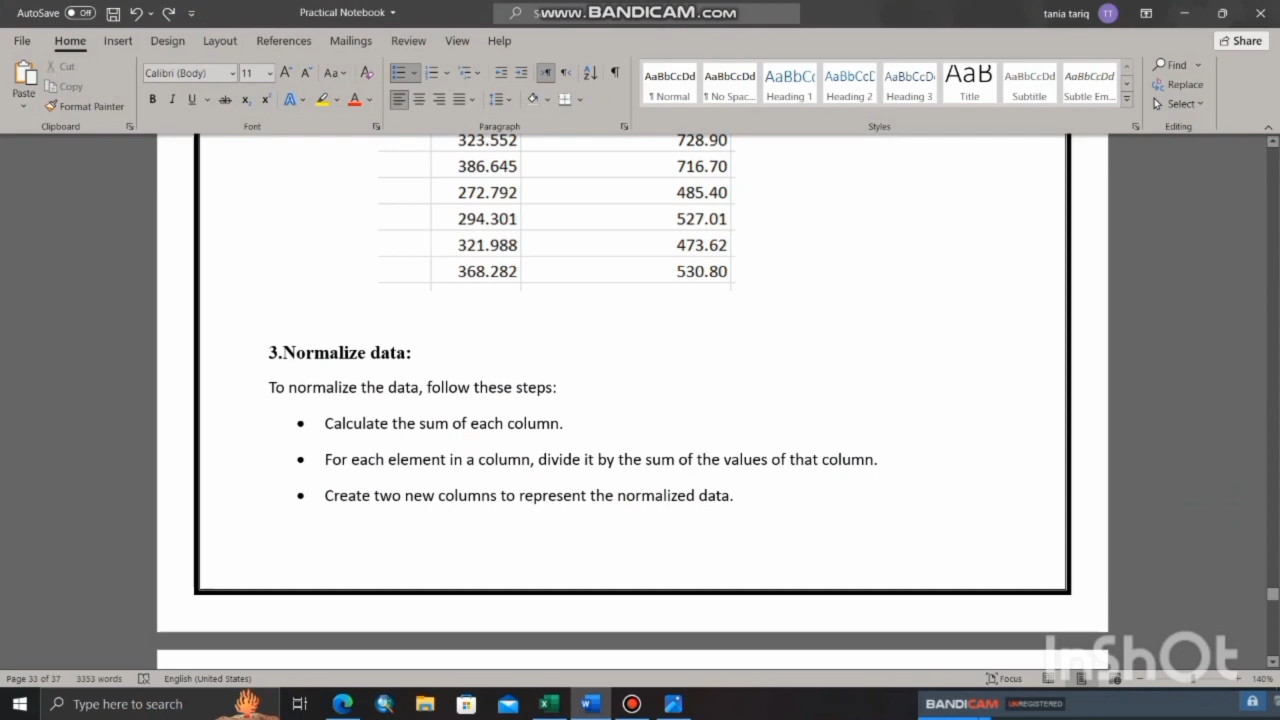 AutoSave Off Practical Notebook S www.BANDICAM.com tania tariq TT
File Home Insert Design Layout References Mailings Review View Help Share
Cut
Copy
Paste Format Painter
Calibri (Body) 11 A A Aa A
B I U ab x₂ x² A A
AaBbCcDd AaBbCcDd AaBbC AaBbCcE AaBbCcD AaB AaBbCcDd AaBbCcDd
¶ Normal ¶ No Spac... Heading 1 Heading 2 Heading 3 Title Subtitle Subtle Em...
Find
Replace
Select
Clipboard Font Paragraph Styles Editing
323.552 728.90
386.645 716.70
272.792 485.40
294.301 527.01
321.988 473.62
368.282 530.80
3.Normalize data:
To normalize the data, follow these steps:
• Calculate the sum of each column.
• For each element in a column, divide it by the sum of the values of that column.
• Create two new columns to represent the normalized data.
InShOt
Page 33 of 37 3353 words English (United States) Focus 140%
Type here to search BANDICAM UNREGISTERED